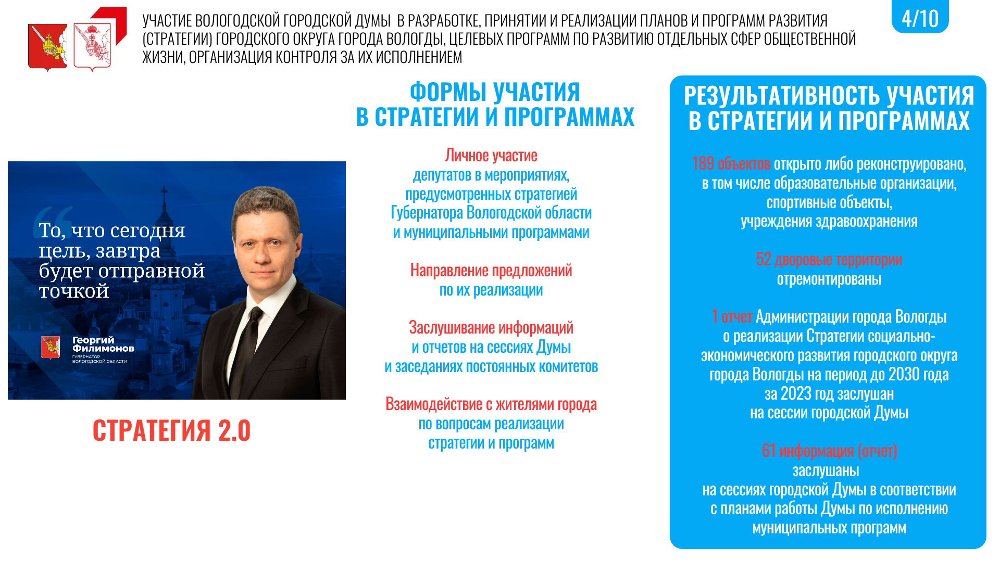 УЧАСТИЕ ВОЛОГОДСКОЙ ГОРОДСКОЙ ДУМЫ В РАЗРАБОТКЕ, ПРИНЯТИИ И РЕАЛИЗАЦИИ ПЛАНОВ И ПРОГРАММ РАЗВИТИЯ
(СТРАТЕГИИ) ГОРОДСКОГО ОКРУГА ГОРОДА ВОЛОГДЫ, ЦЕЛЕВЫХ ПРОГРАММ ПО РАЗВИТИЮ ОТДЕЛЬНЫХ СФЕР ОБЩЕСТВЕННОЙ
ЖИЗНИ, ОРГАНИЗАЦИЯ КОНТРОЛЯ ЗА ИХ ИСПОЛНЕНИЕМ
4/10
То, что сегодня
цель, завтра
будет отправной
точкой
Георгий
Филимонов
ГУБЕРНАТОР
ВОЛОГОДСКОЙ ОБЛАСТИ
СТРАТЕГИЯ 2.0
ФОРМЫ УЧАСТИЯ
В СТРАТЕГИИ И ПРОГРАММАХ
Личное участие
депутатов в мероприятиях,
предусмотренных стратегией
Губернатора Вологодской области
и муниципальными программами
Направление предложений
по их реализации
Заслушивание информаций
и отчетов на сессиях Думы
и заседаниях постоянных комитетов
Взаимодействие с жителями города
по вопросам реализации
стратегии и программ
РЕЗУЛЬТАТИВНОСТЬ УЧАСТИЯ
В СТРАТЕГИИ И ПРОГРАММАХ
189 объектов открыто либо реконструировано,
в том числе образовательные организации,
спортивные объекты,
учреждения здравоохранения
52 дворовые территории
отремонтированы
1 отчет Администрации города Вологды
о реализации Стратегии социально-
экономического развития городского округа
города Вологды на период до 2030 года
за 2023 год заслушан
на сессии городской Думы
61 информация (отчет)
заслушаны
на сессиях городской Думы в соответствии
с планами работы Думы по исполнению
муниципальных программ